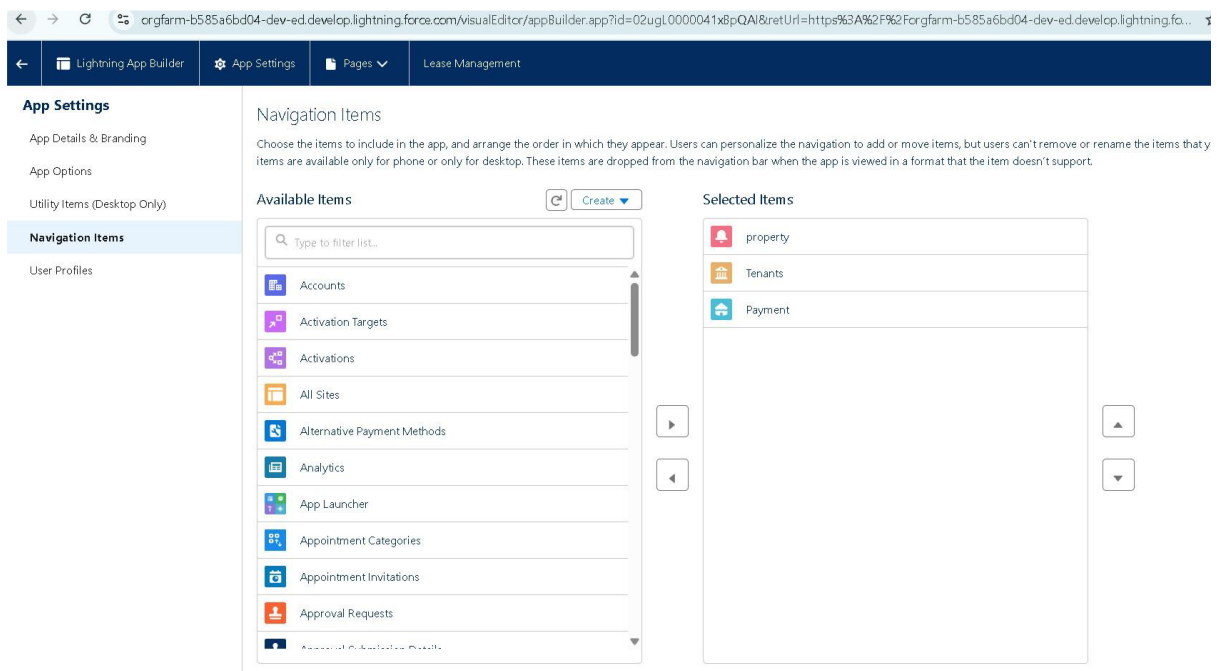 orgfarm-b585a6bd04-dev-ed.develop.lightning.force.com/visualEditor/appBuilder.app?id=02ugL0000041xBpQAI&retUrl=https%3A%2F%2Forgfarm-b585a6bd04-dev-ed.develop.lightning.fo...
Lightning App Builder
App Settings
Pages
Lease Management
App Settings
App Details & Branding
App Options
Utility Items (Desktop Only)
Navigation Items
User Profiles
Navigation Items
Choose the items to include in the app, and arrange the order in which they appear. Users can personalize the navigation to add or move items, but users can't remove or rename the items that y
items are available only for phone or only for desktop. These items are dropped from the navigation bar when the app is viewed in a format that the item doesn't support.
Available Items
Create
Type to filter list...
Accounts
Activation Targets
Activations
All Sites
Alternative Payment Methods
Analytics
App Launcher
Appointment Categories
Appointment Invitations
Approval Requests
Approval Submission Details
Selected Items
property
Tenants
Payment